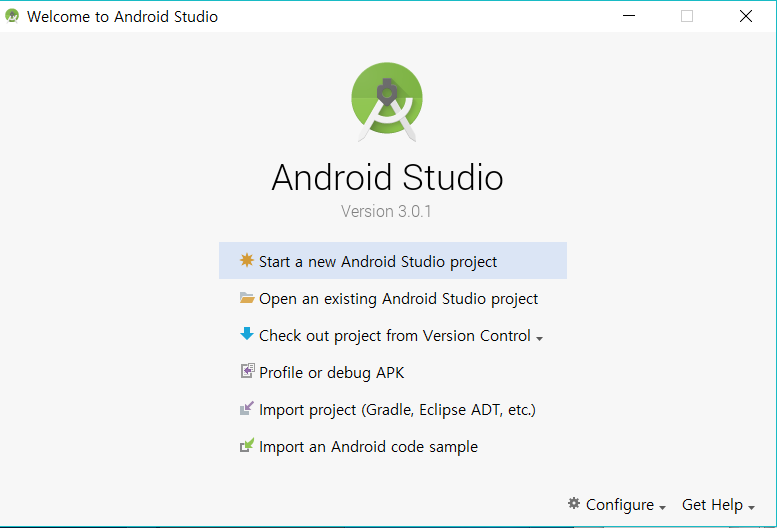 Welcome to Android Studio
Android Studio
Version 3.0.1
Start a new Android Studio project
Open an existing Android Studio project
Check out project from Version Control
Profile or debug APK
Import project (Gradle, Eclipse ADT, etc.)
Import an Android code sample
Configure Get Help